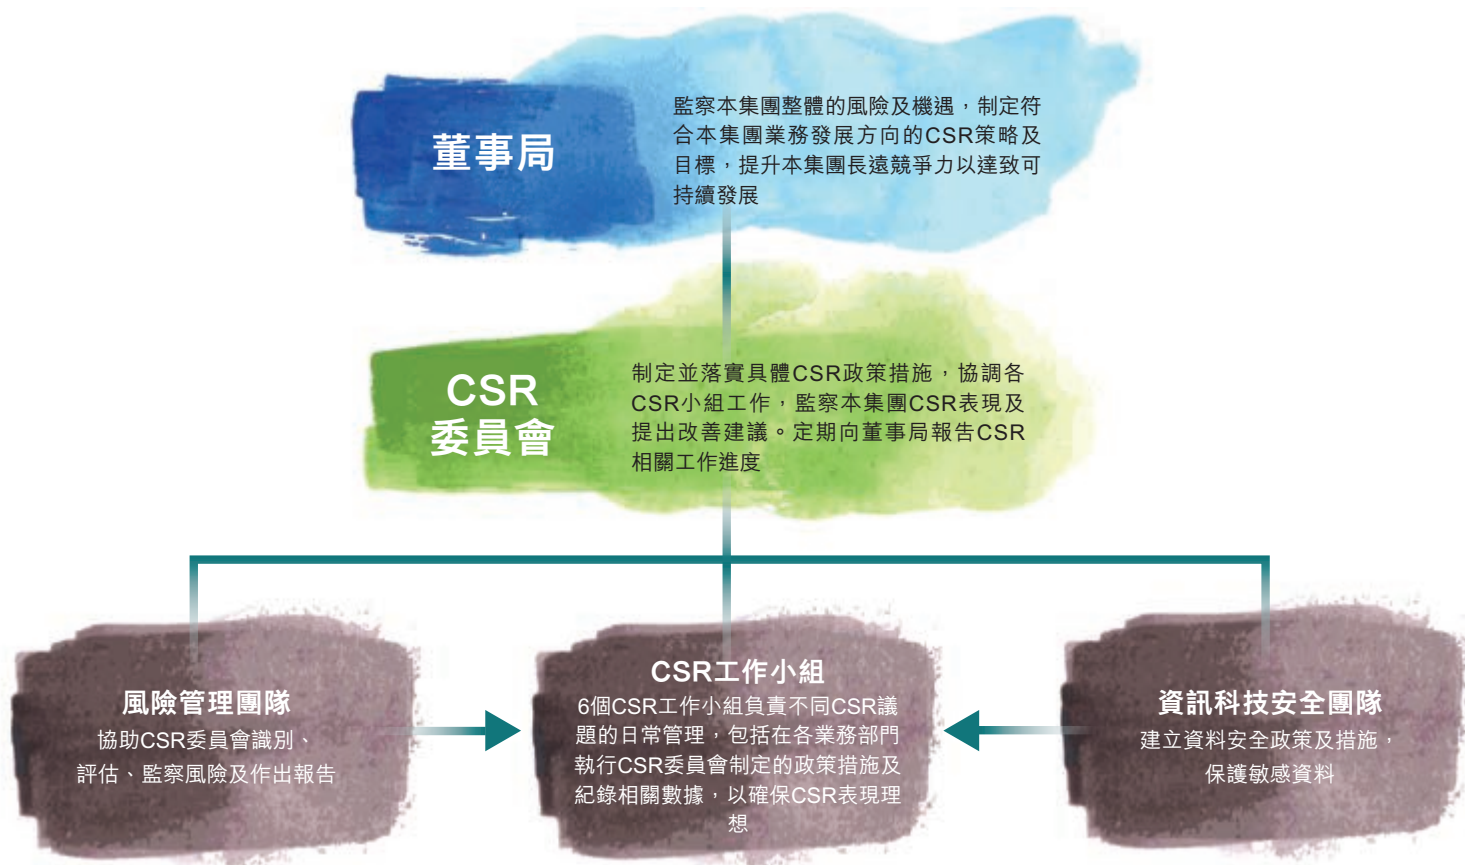 董事局
監察本集團整體的風險及機遇，制定符
合本集團業務發展方向的CSR策略及
目標，提升本集團長遠競爭力以達致可
持續發展
CSR
委員會
制定並落實具體CSR政策措施，協調各
CSR小組工作，監察本集團CSR表現及
提出改善建議。定期向董事局報告CSR
相關工作進度
風險管理團隊
協助CSR委員會識別、
評估、監察風險及作出報告
CSR工作小組
6個CSR工作小組負責不同CSR議
題的日常管理，包括在各業務部門
執行CSR委員會制定的政策措施及
紀錄相關數據，以確保CSR表現理
想
資訊科技安全團隊
建立資料安全政策及措施，
保護敏感資料